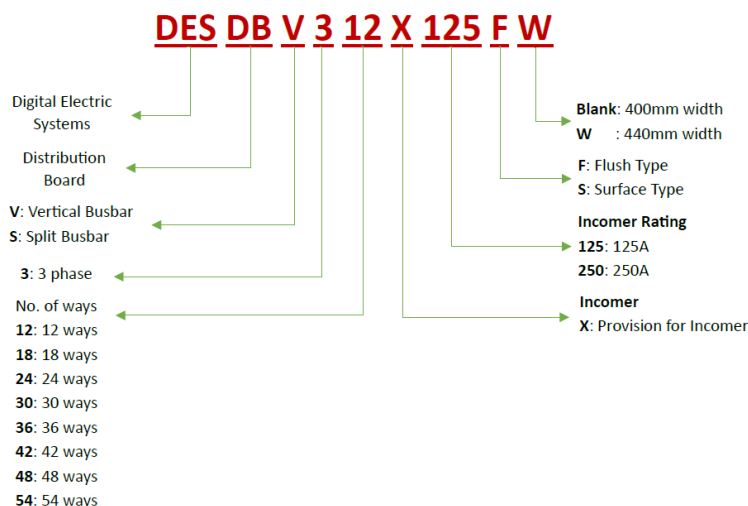 DES DB V 3 12 X 125 F W
Digital Electric
Systems
Distribution
Board
V: Vertical Busbar
S: Split Busbar
3: 3 phase
No. of ways
12: 12 ways
18: 18 ways
24: 24 ways
30: 30 ways
36: 36 ways
42: 42 ways
48: 48 ways
54: 54 ways
Blank: 400mm width
W : 440mm width
F: Flush Type
S: Surface Type
Incomer Rating
125: 125A
250: 250A
Incomer
X: Provision for Incomer